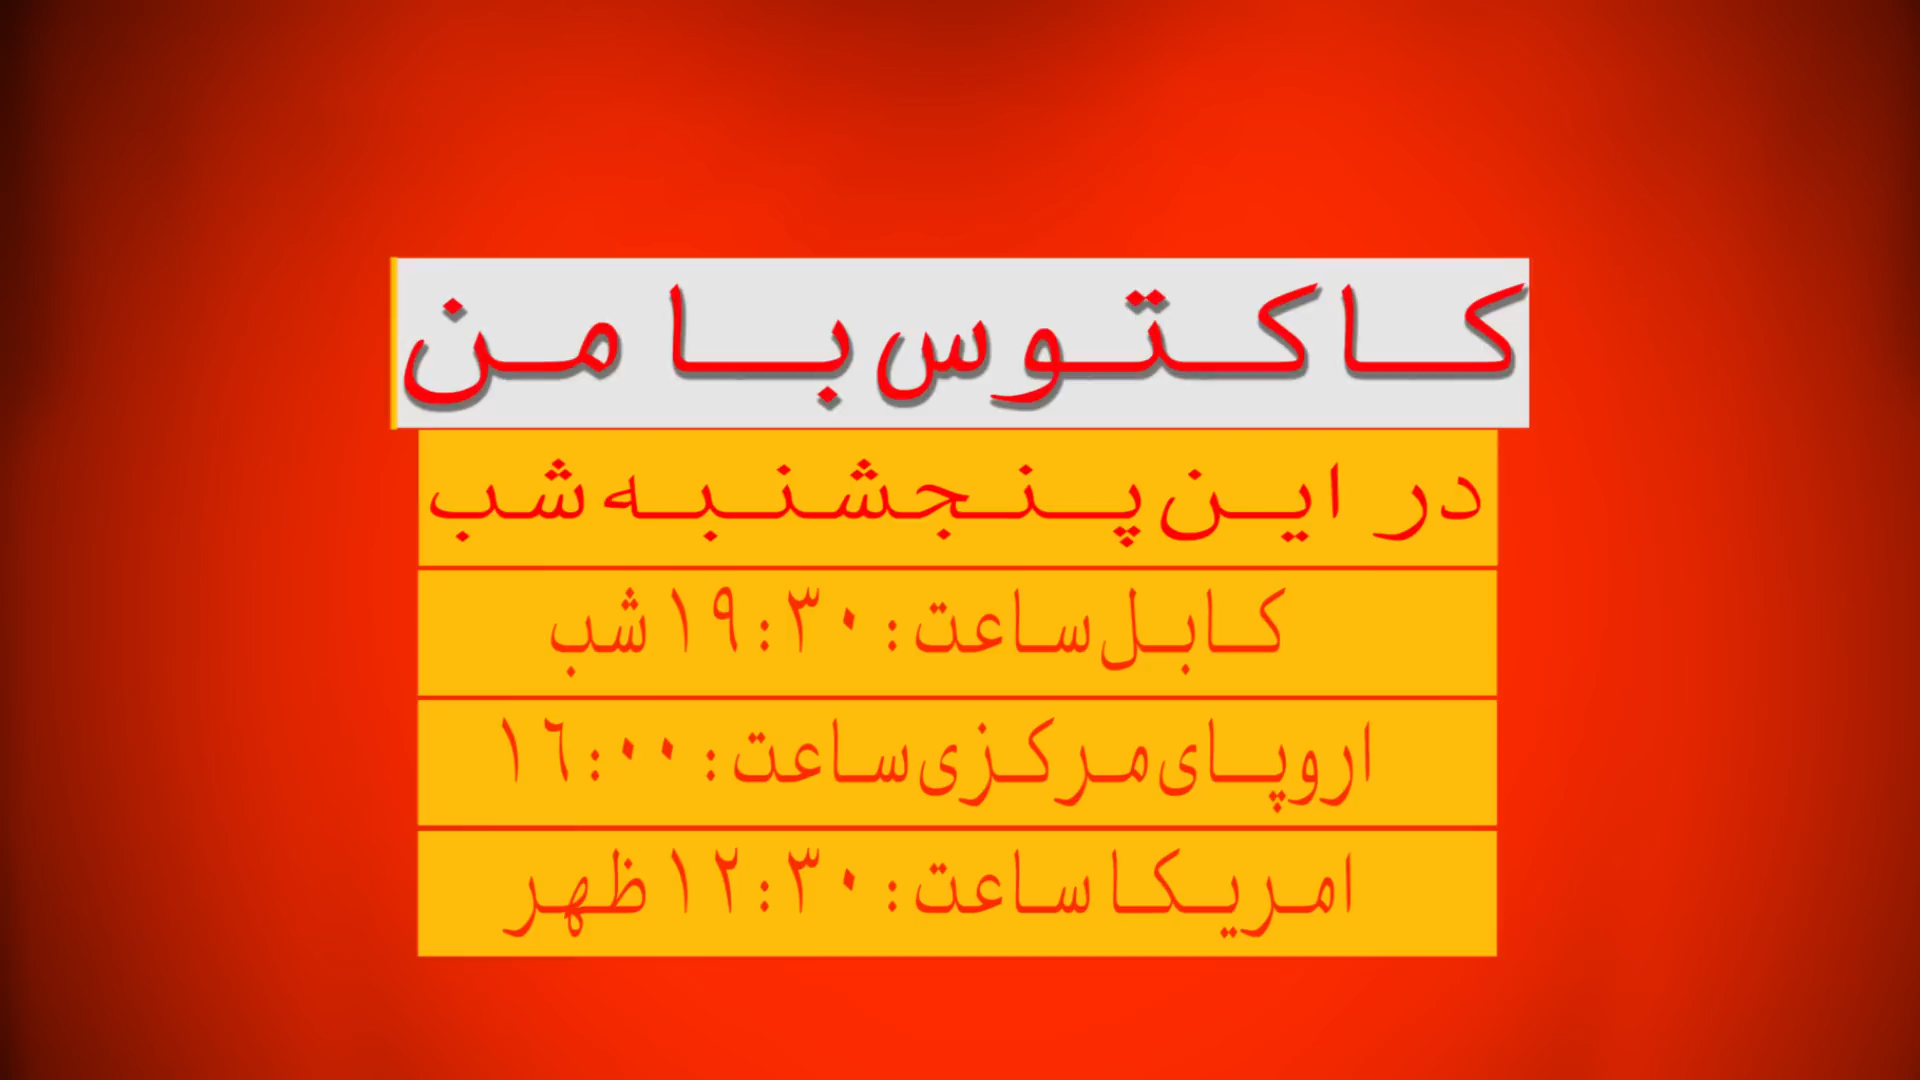 کاکتوس با من
در این پنجشنبه شب
کابل ساعت: ۱۹:۳۰ شب
اروپای مرکزی ساعت: ۱۶:۰۰
امریکا ساعت: ۱۲:۳۰ ظهر